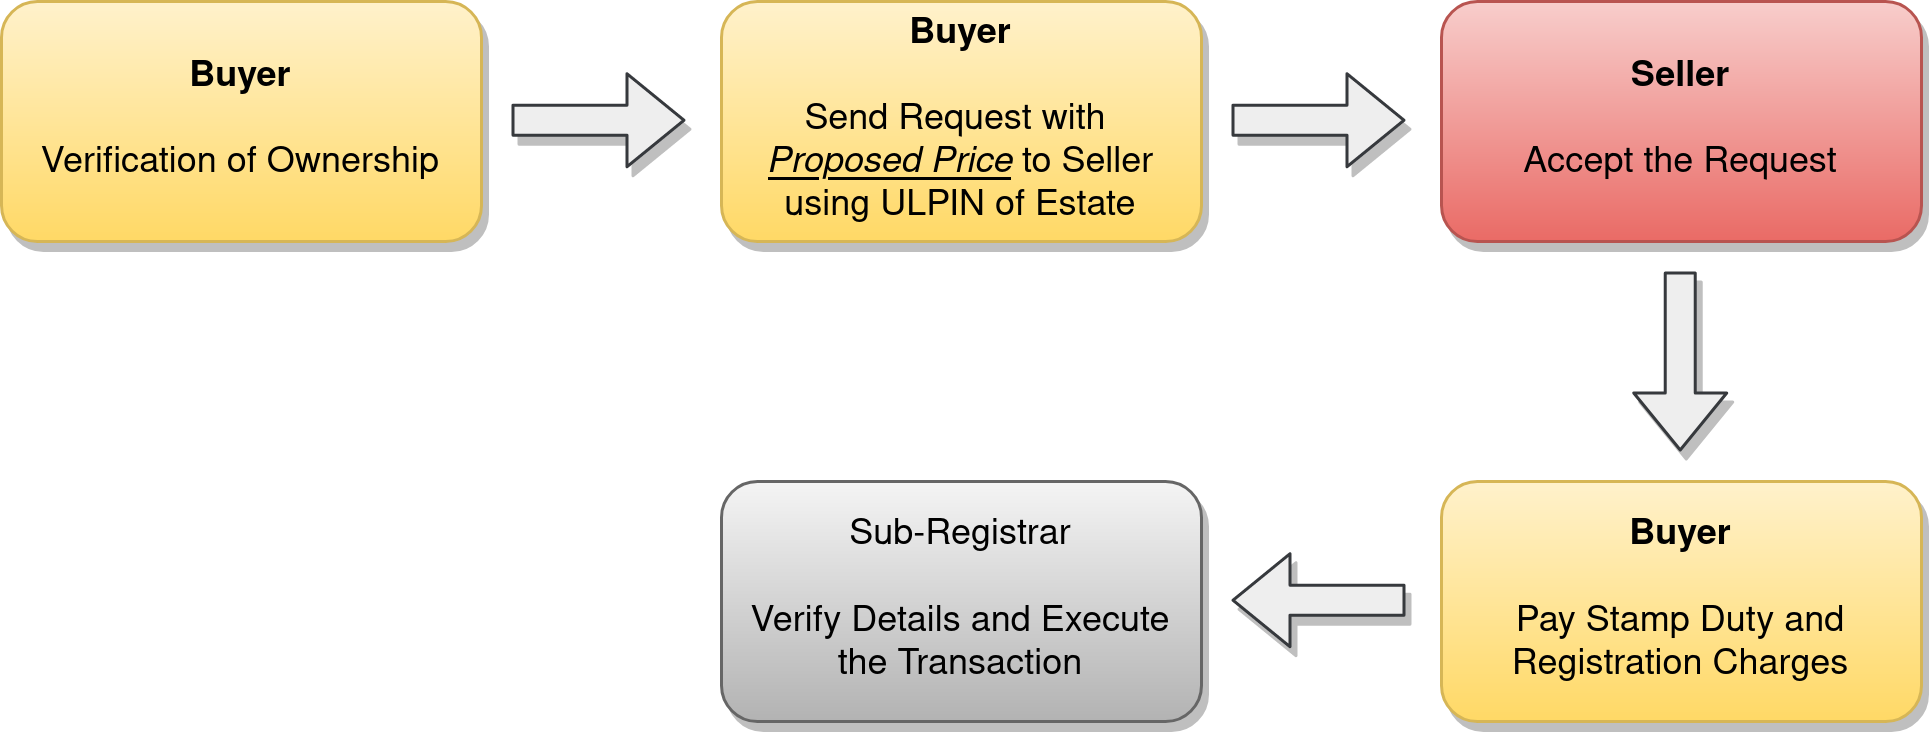 Buyer
Verification of Ownership
Buyer
Send Request with
Proposed Price to Seller
using ULPIN of Estate
Seller
Accept the Request
Buyer
Pay Stamp Duty and
Registration Charges
Sub-Registrar
Verify Details and Execute
the Transaction